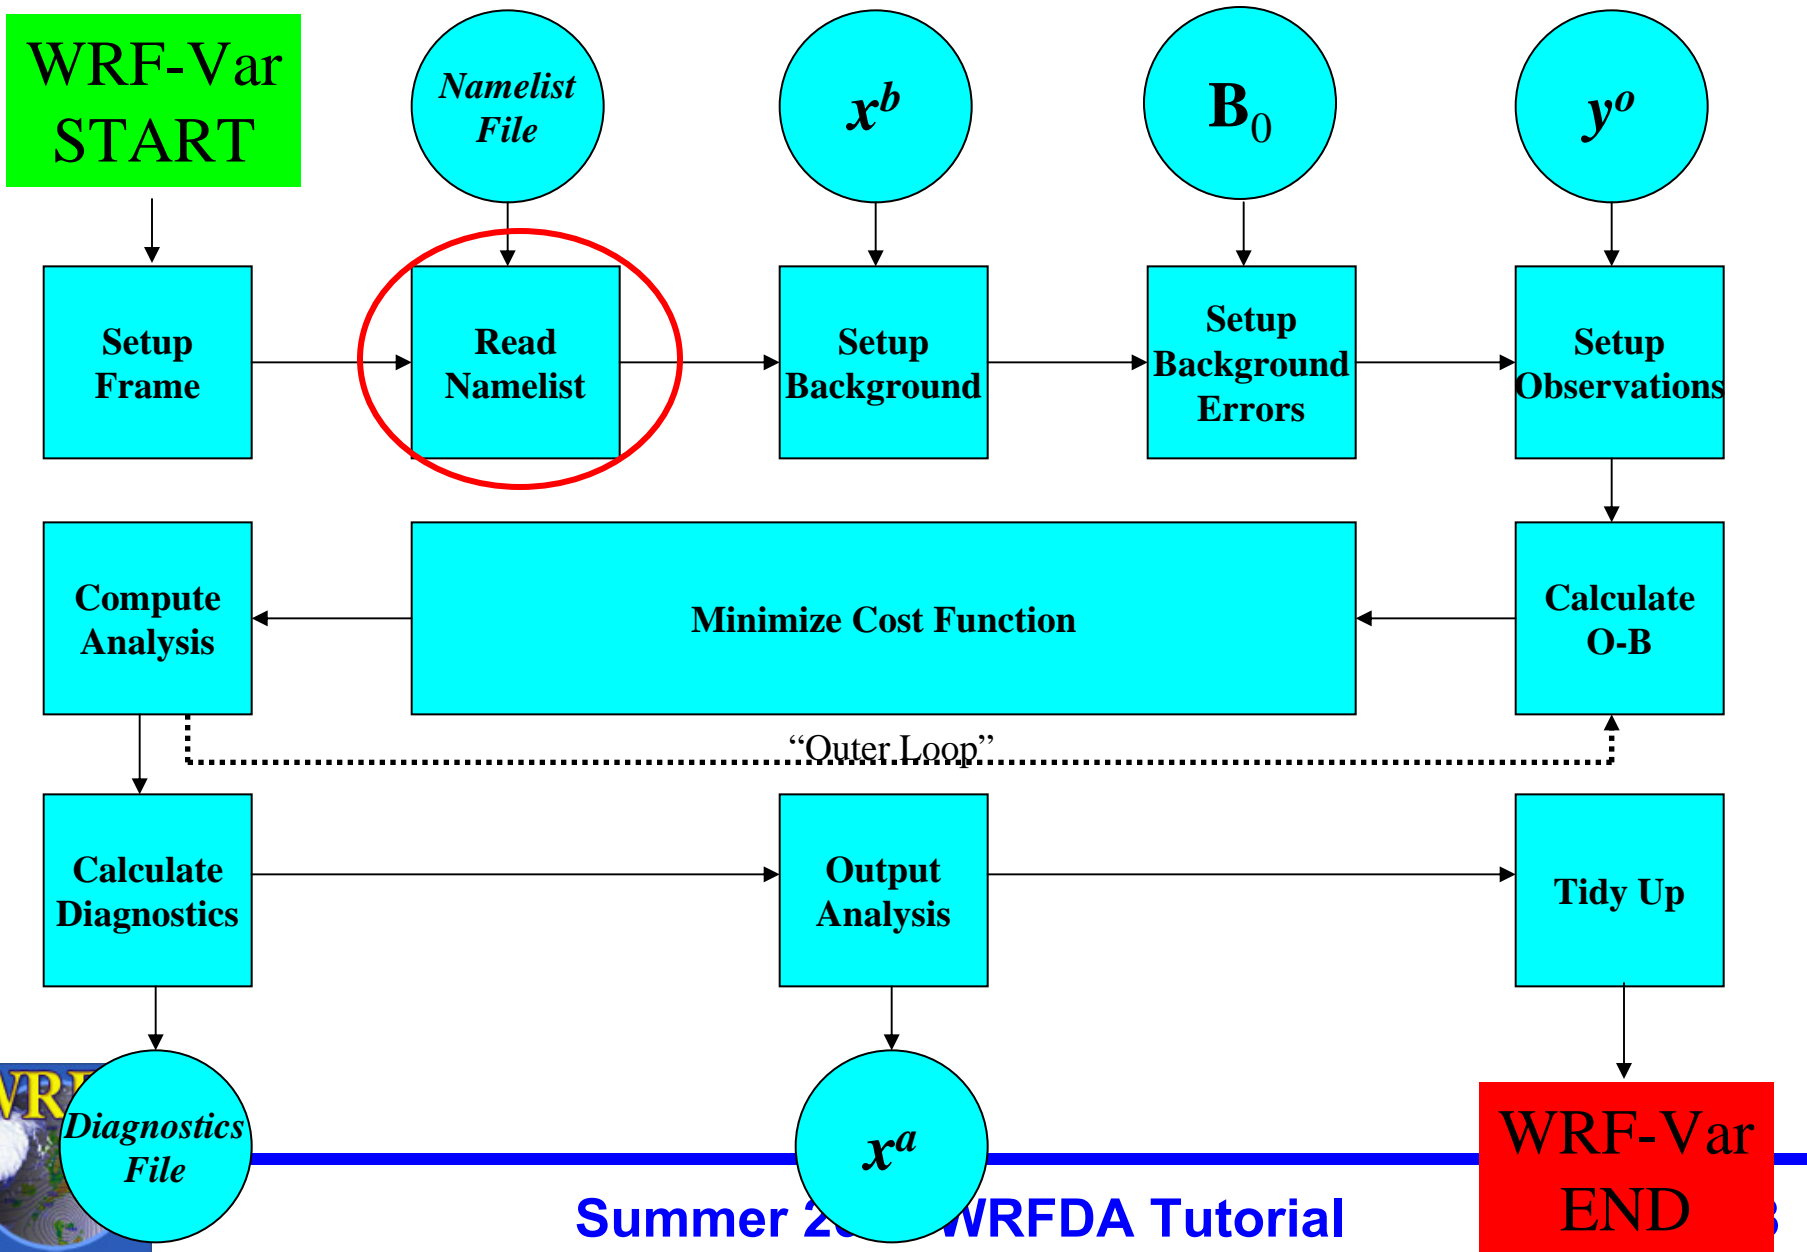 WRF-Var
START
Namelist
File
x^b
B₀
y^o
Setup
Frame
Read
Namelist
Setup
Background
Setup
Background
Errors
Setup
Observations
Compute
Analysis
Minimize Cost Function
Calculate
O-B
“Outer Loop”
Calculate
Diagnostics
Output
Analysis
Tidy Up
Diagnostics
File
x^a
WRF-Var
END
Summer WRFDA Tutorial